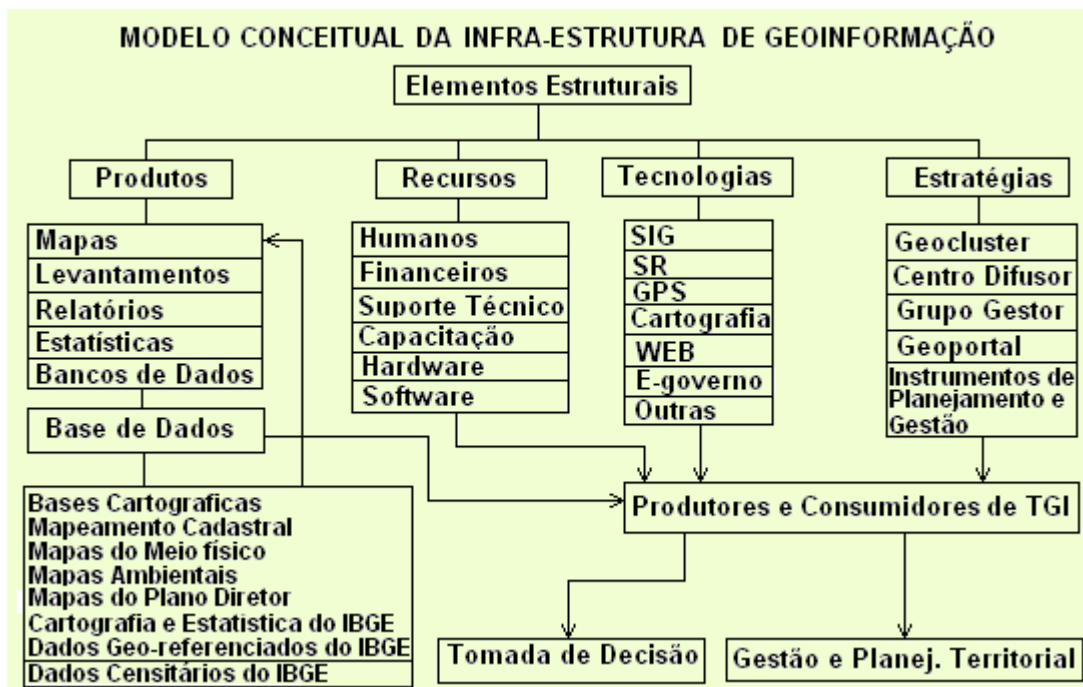 MODELO CONCEITUAL DA INFRA-ESTRUTURA DE GEOINFORMAÇÃO
Elementos Estruturais
Produtos
Recursos
Tecnologias
Estratégias
Mapas
Levantamentos
Relatórios
Estatísticas
Bancos de Dados
Humanos
Financeiros
Suporte Técnico
Capacitação
Hardware
Software
SIG
SR
GPS
Cartografia
WEB
E-governo
Outras
Geocluster
Centro Difusor
Grupo Gestor
Geoportal
Instrumentos de
Planejamento e
Gestão
Base de Dados
Bases Cartograficas
Mapeamento Cadastral
Mapas do Meio físico
Mapas Ambientais
Mapas do Plano Diretor
Cartografia e Estatistica do IBGE
Dados Geo-referenciados do IBGE
Dados Censitários do IBGE
Produtores e Consumidores de TGI
Tomada de Decisão
Gestão e Planej. Territorial